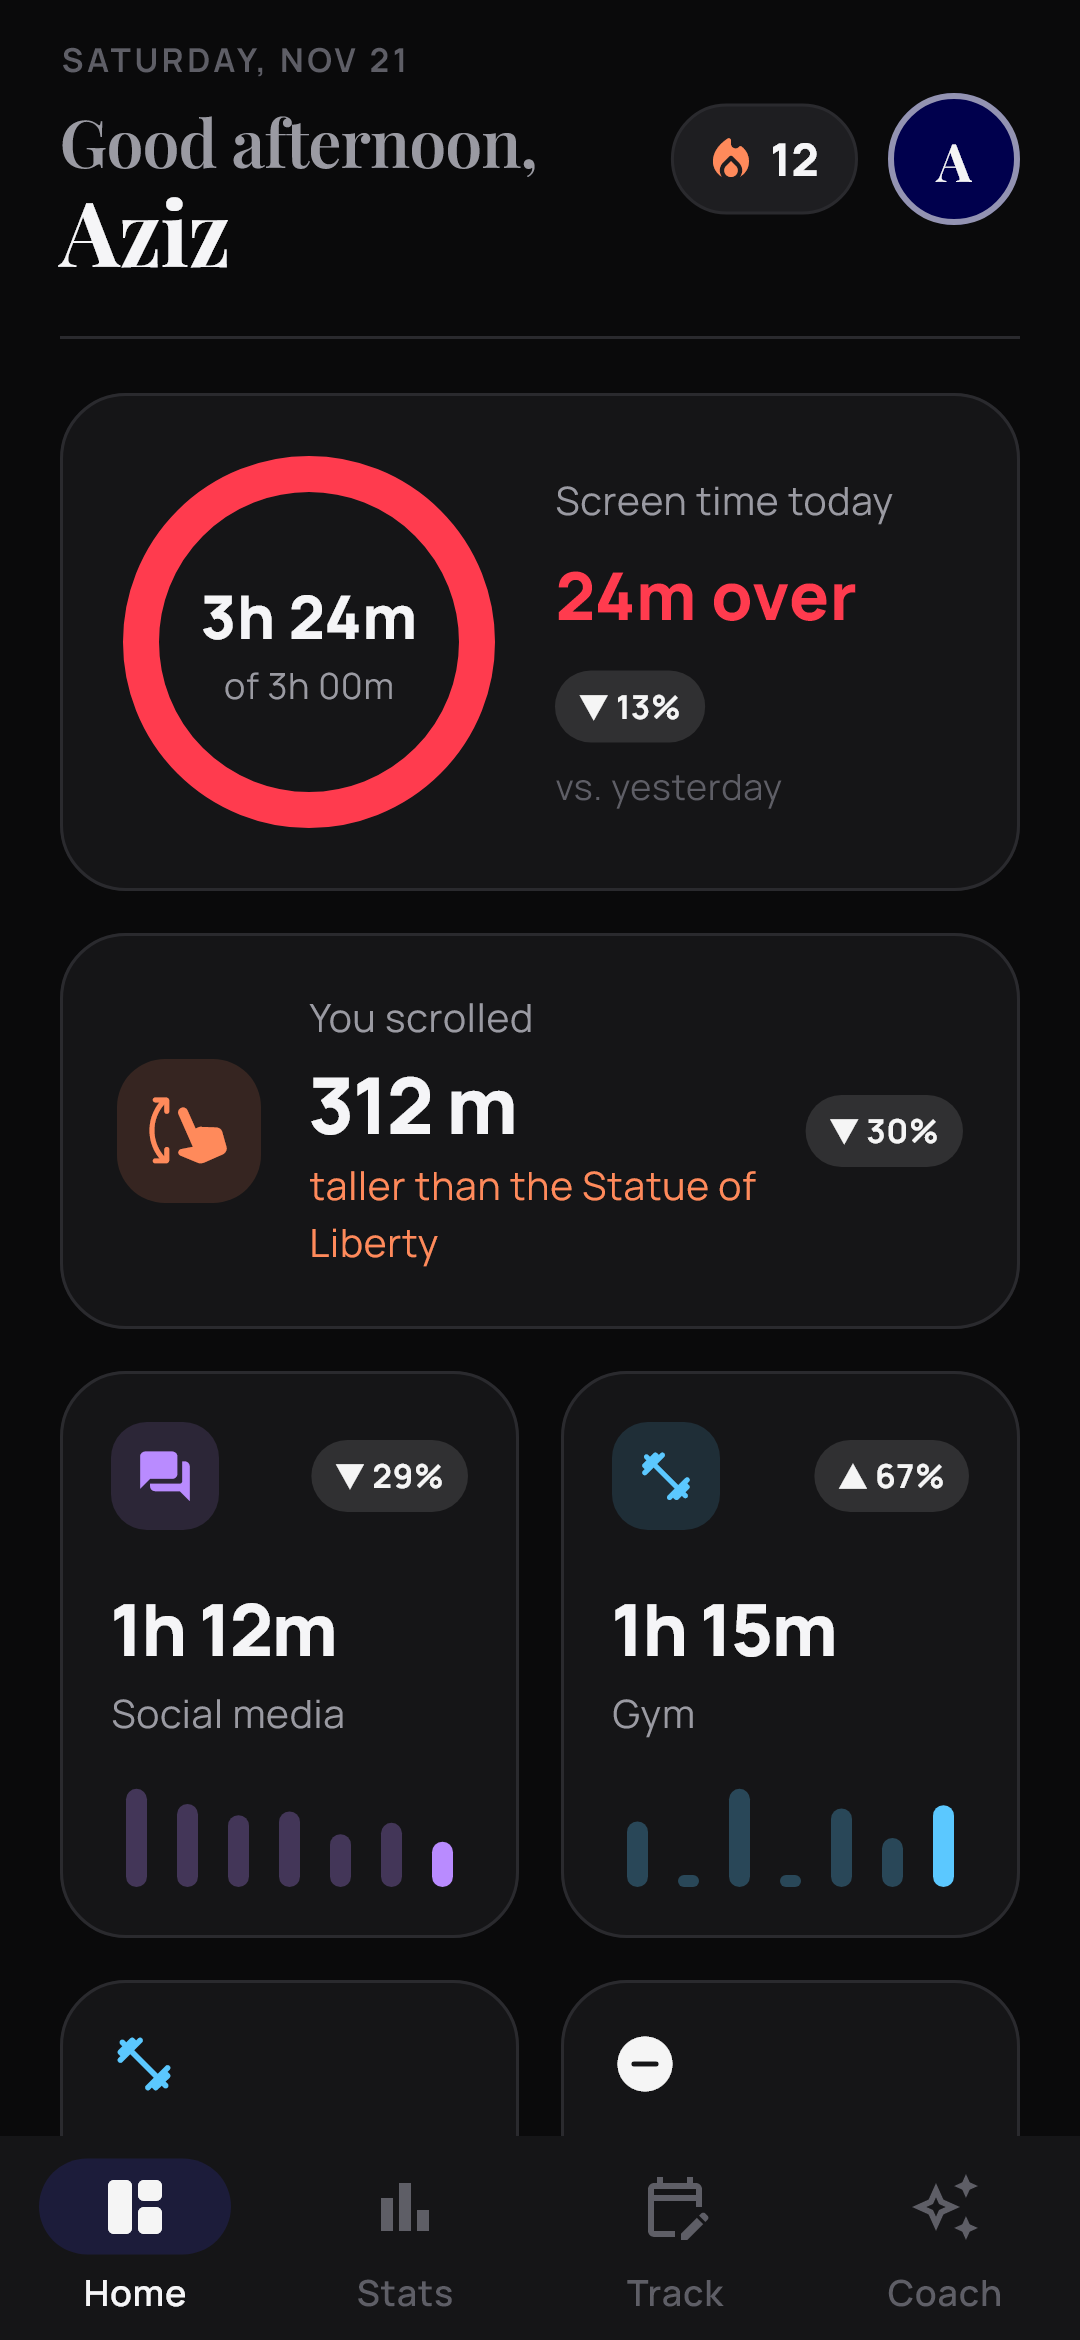 SATURDAY, NOV 21
Good afternoon,
Aziz
12
A
3h 24m
of 3h 00m
Screen time today
24m over
▼ 13%
vs. yesterday
You scrolled
312 m
taller than the Statue of
Liberty
▼ 30%
▼ 29%
1h 12m
Social media
▲ 67%
1h 15m
Gym
Home
Stats
Track
Coach